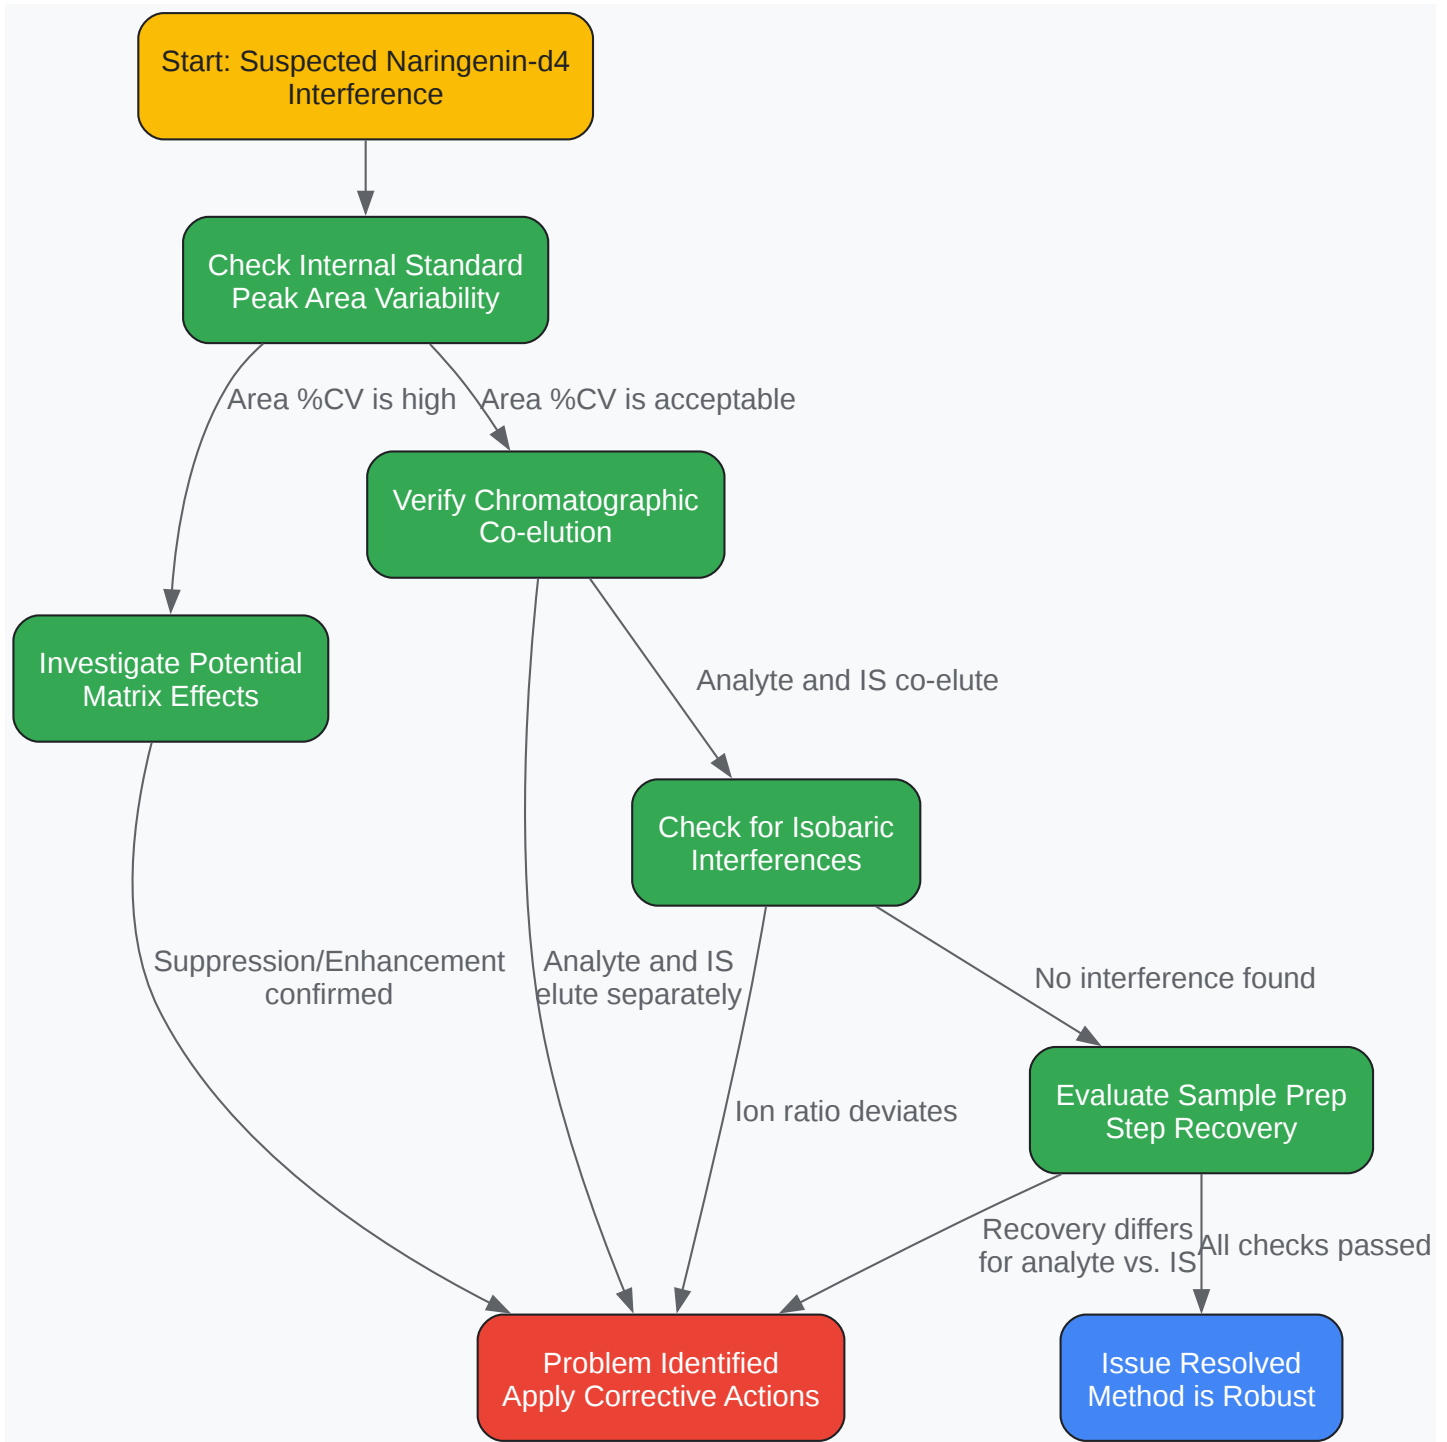 Start: Suspected Naringenin-d4
Interference
Check Internal Standard
Peak Area Variability
Area %CV is high
Area %CV is acceptable
Verify Chromatographic
Co-elution
Investigate Potential
Matrix Effects
Analyte and IS co-elute
Check for Isobaric
Interferences
Suppression/Enhancement
confirmed
Analyte and IS
elute separately
No interference found
Ion ratio deviates
Evaluate Sample Prep
Step Recovery
Recovery differs
for analyte vs. IS
All checks passed
Problem Identified
Apply Corrective Actions
Issue Resolved
Method is Robust